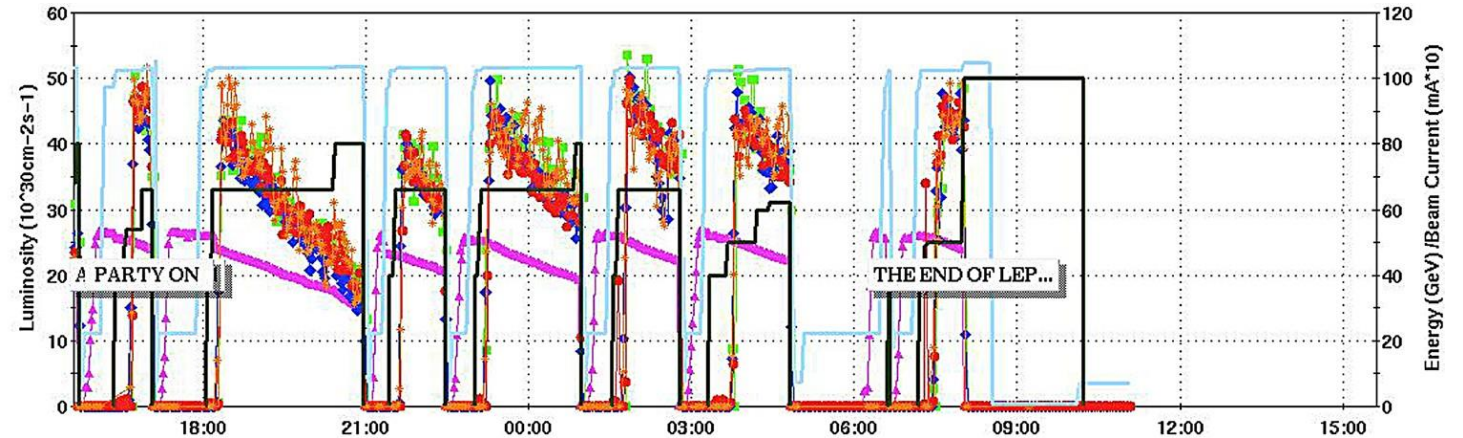 60
50
40
30
20
10
0
Luminosity (10^30cm-2s-1)
A PARTY ON
THE END OF LEP...
120
100
80
60
40
20
0
Energy (GeV) /Beam Current (mA*10)
18:00 21:00 00:00 03:00 06:00 09:00 12:00 15:00